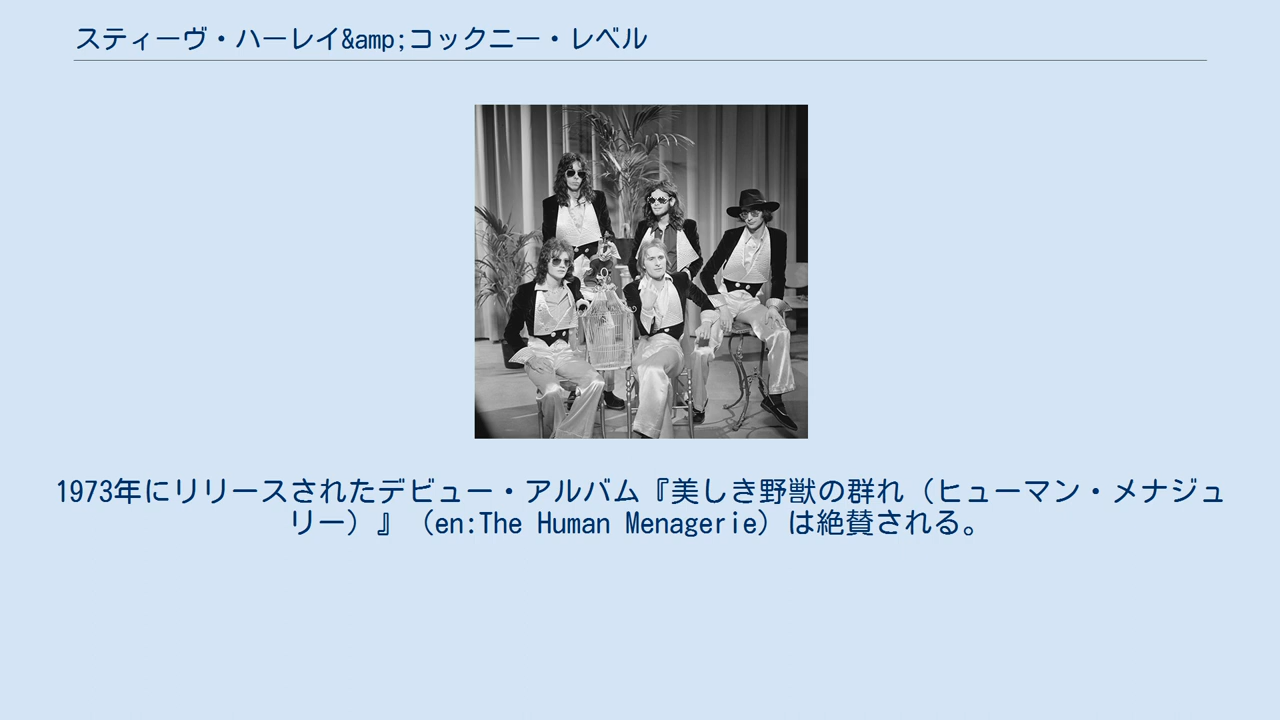 スティーヴ・ハーレイ&amp;コックニー・レベル
1973年にリリースされたデビュー・アルバム『美しき野獣の群れ（ヒューマン・メナジュ
リー）』（en:The Human Menagerie）は絶賛される。